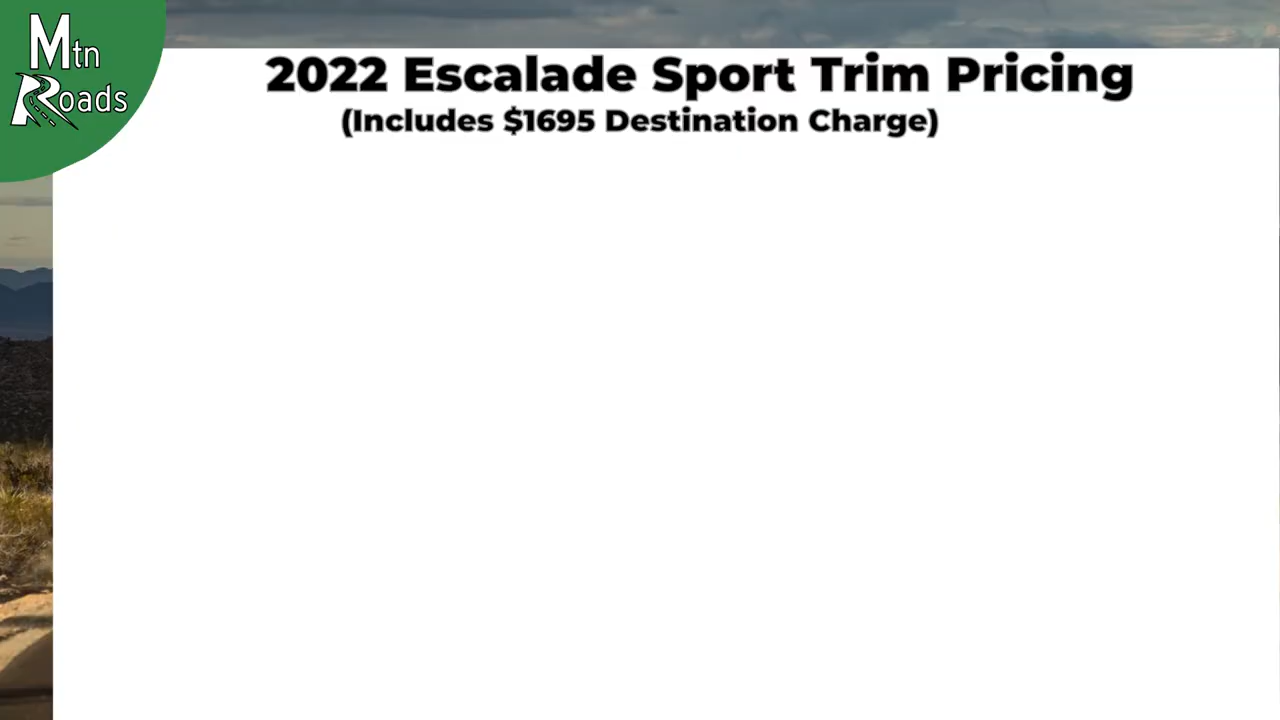 Mtn
Roads
2022 Escalade Sport Trim Pricing
(Includes $1695 Destination Charge)